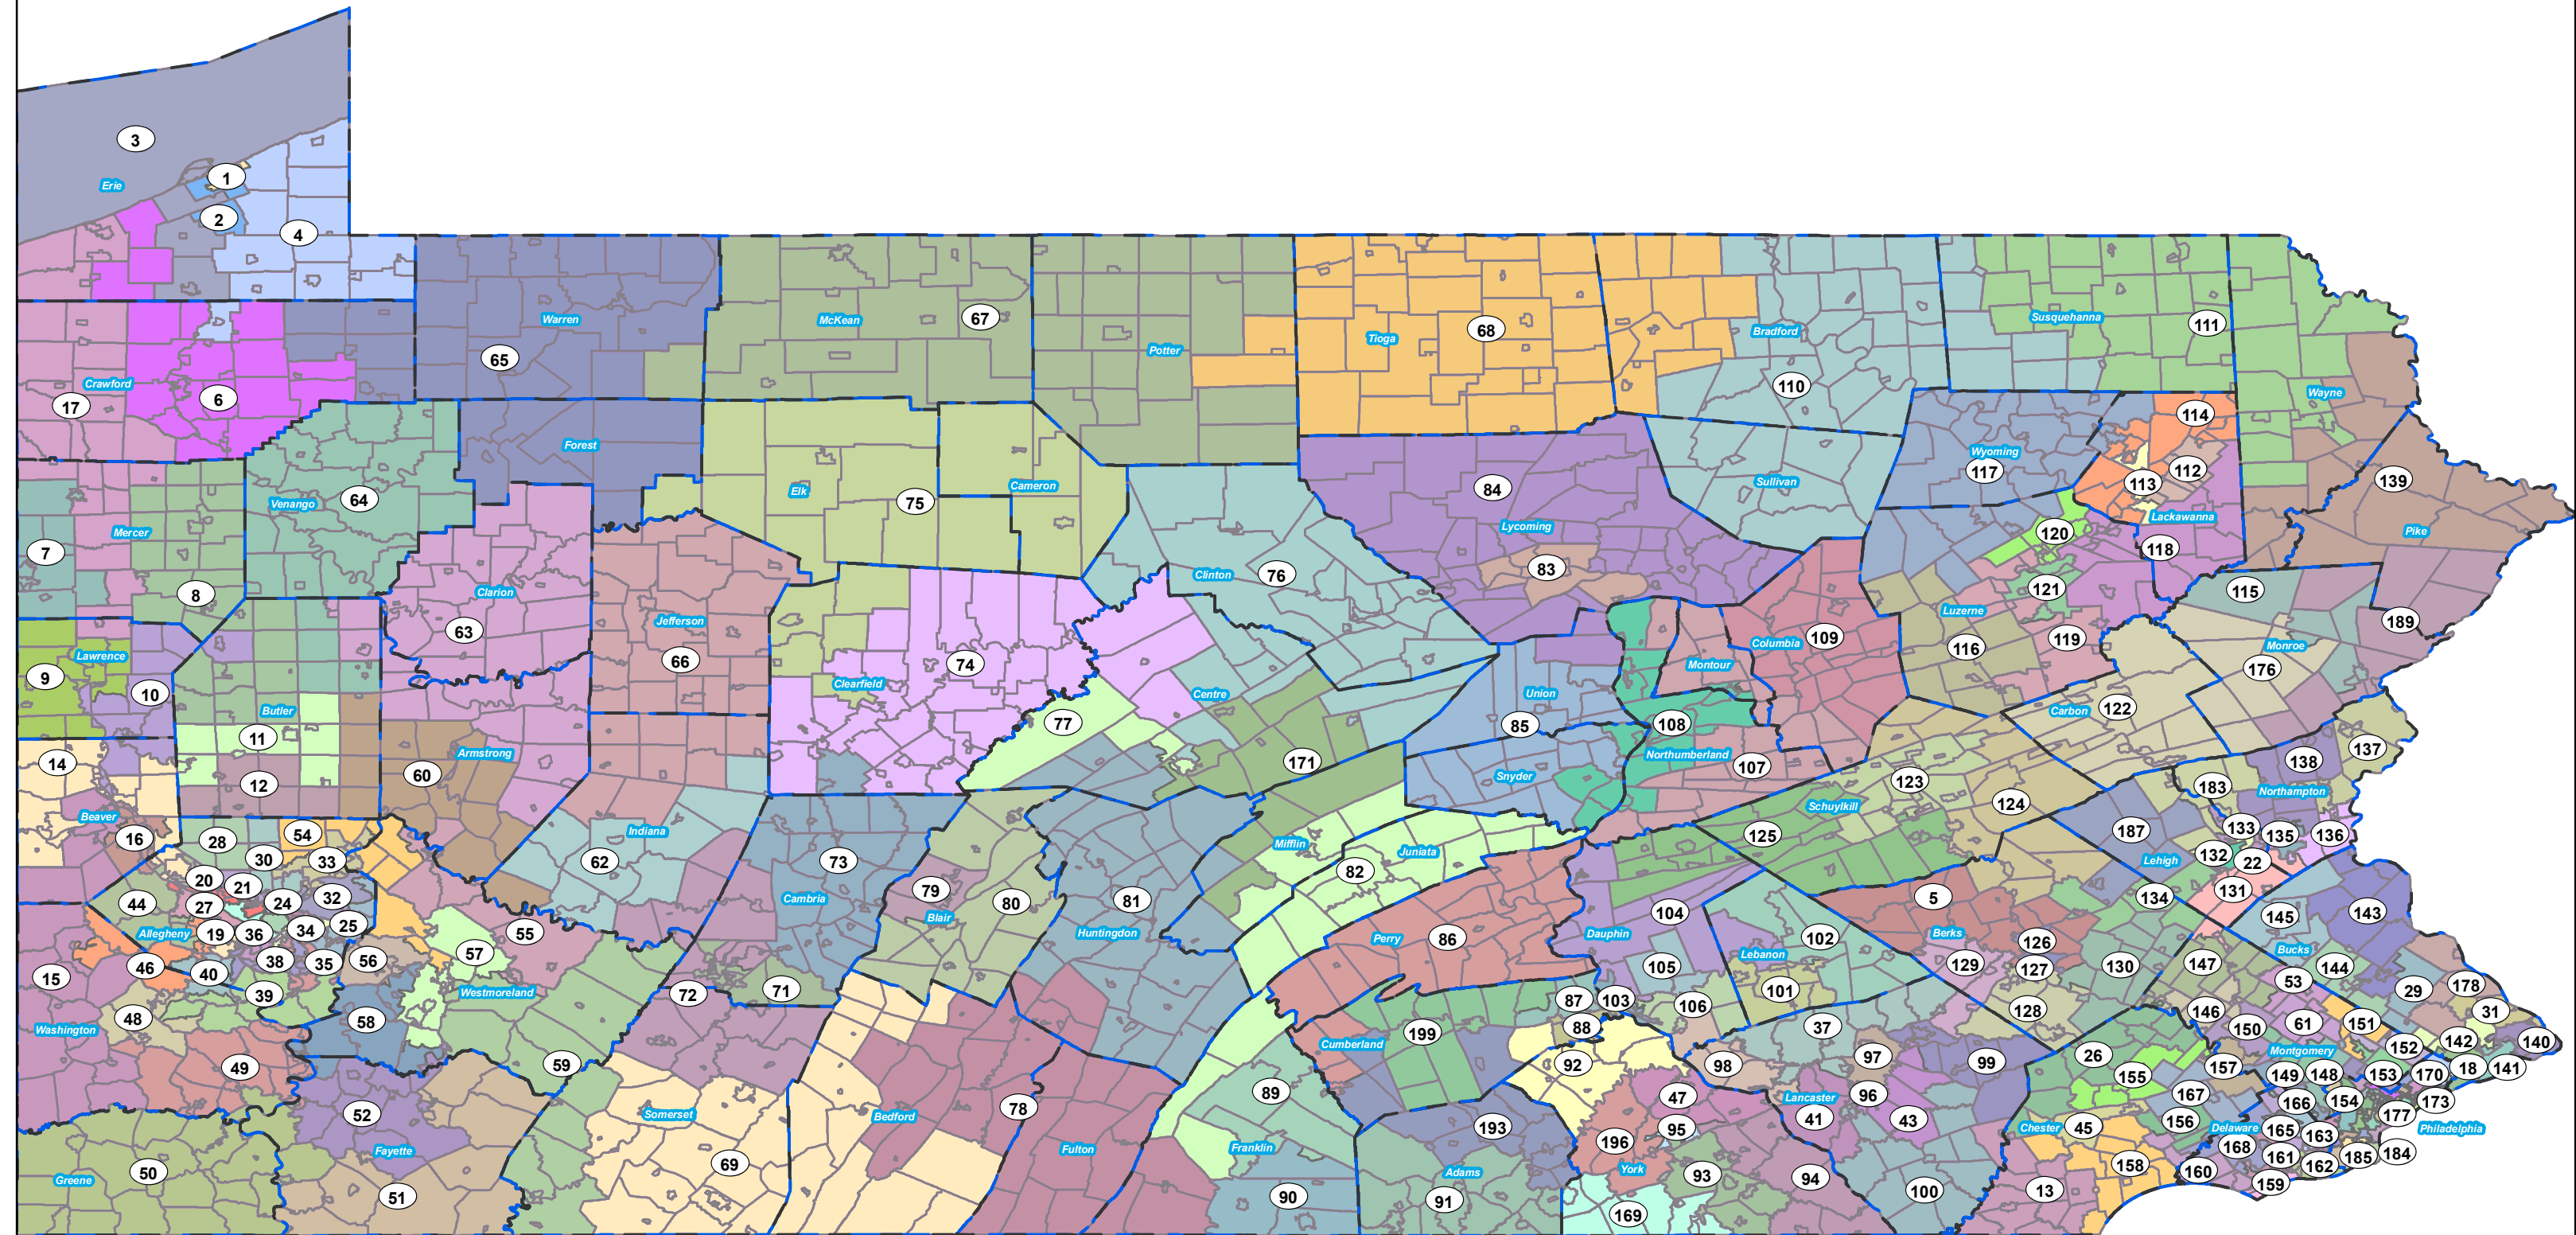 3
Erie
1
2
4
Warren
65
McKean
67
Potter
Tioga
68
Bradford
110
Susquehanna
111
Wayne
Crawford
17
6
Forest
Venango
64
Mercer
7
8
Elk
75
Cameron
84
Lycoming
83
Sullivan
Wyoming
117
114
112
113
Lackawanna
139
Pike
120
118
121
115
189
Clarion
63
Jefferson
66
Clinton
76
Clearfield
74
Centre
77
171
Lawrence
9
10
Butler
11
12
Armstrong
60
Union
85
Snyder
Montour
Columbia
109
108
Northumberland
107
Luzerne
116
119
Monroe
176
Carbon
122
137
138
Northampton
183
14
Beaver
16
28
54
30
33
20
21
24
32
27
44
Allegheny
19
36
34
25
46
40
38
35
39
56
57
55
Westmoreland
58
59
Indiana
62
Cambria
73
79
Blair
80
81
Huntingdon
72
71
Mifflin
82
Juniata
Perry
86
Schuylkill
123
124
125
187
Lehigh
133
135
136
132
22
131
134
5
Berks
126
129
127
130
128
104
Dauphin
105
Lebanon
102
101
106
145
143
Bucks
147
144
53
146
150
61
151
29
178
31
Montgomery
152
142
140
15
Washington
48
49
Greene
50
52
Fayette
51
Somerset
69
Bedford
78
Fulton
89
Franklin
90
Cumberland
199
87
103
88
92
193
Adams
91
47
95
196
York
93
94
169
37
98
97
96
99
Lancaster
41
43
100
26
155
157
167
156
Chester
45
158
13
149
148
153
170
18
141
166
154
177
173
Philadelphia
Delaware
165
163
168
161
162
185
184
160
159